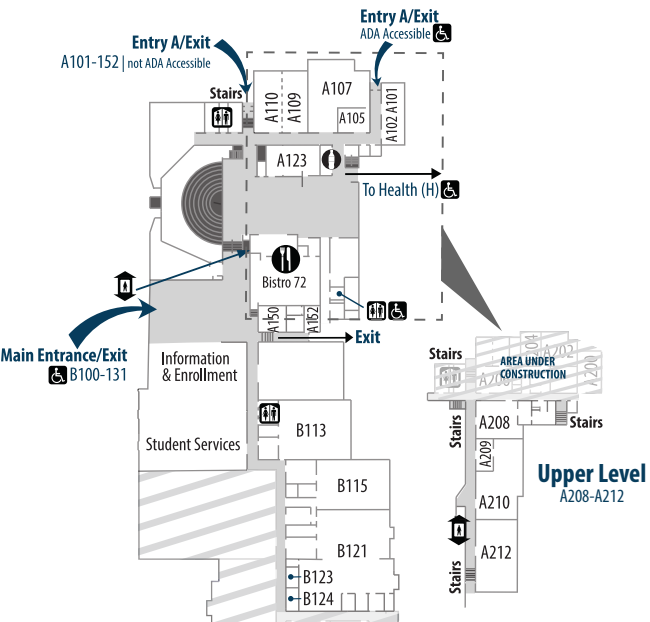 Entry A/Exit
A101-152 | not ADA Accessible
Entry A/Exit
ADA Accessible
Stairs
A110
A109
A107
A105
A102
A101
A123
To Health (H)
Bistro 72
A150
A152
Exit
Main Entrance/Exit
B100-131
Information
& Enrollment
Student Services
B113
B115
B121
B123
B124
Stairs
A202
A200
AREA UNDER
CONSTRUCTION
Stairs
A208
Stairs
A209
A210
A212
Stairs
Upper Level
A208-A212